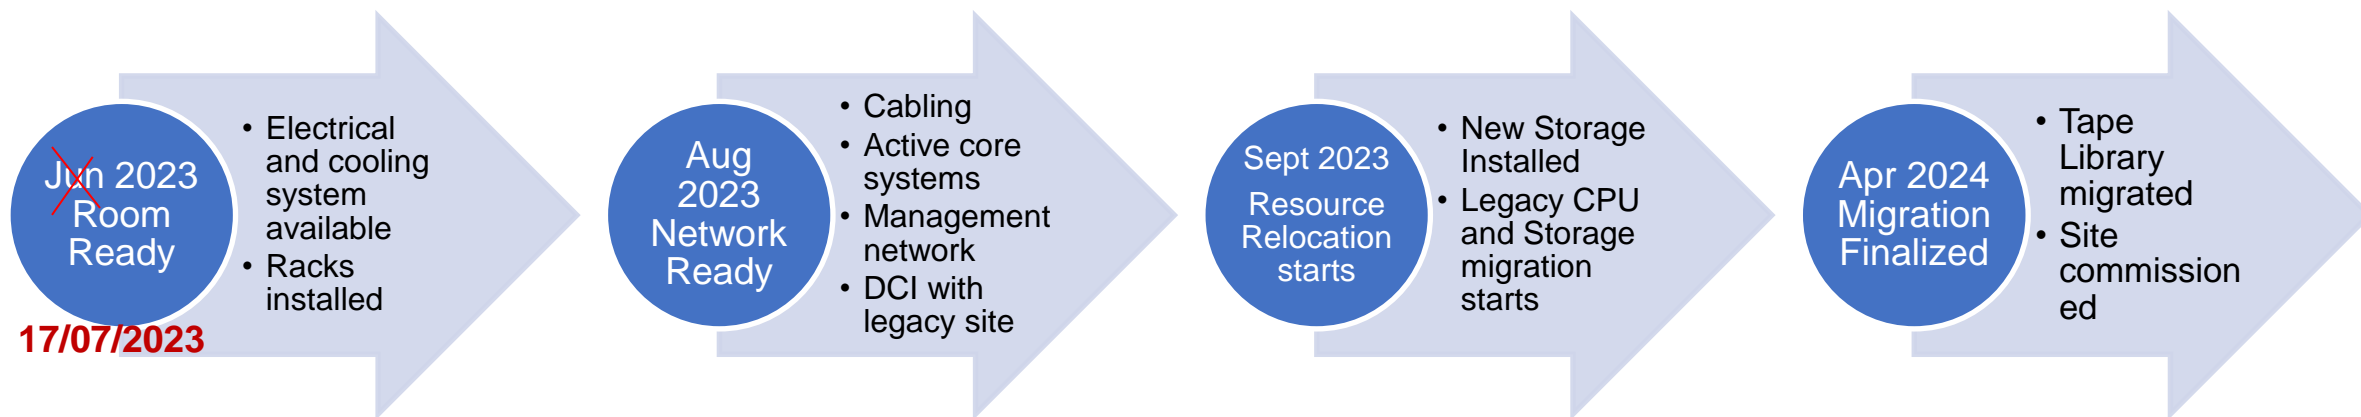 Jun 2023
Room
Ready
17/07/2023
• Electrical
and cooling
system
available
• Racks
installed
Aug
2023
Network
Ready
• Cabling
• Active core
systems
• Management
network
• DCI with
legacy site
Sept 2023
Resource
Relocation
starts
• New Storage
Installed
• Legacy CPU
and Storage
migration
starts
Apr 2024
Migration
Finalized
• Tape
Library
migrated
• Site
commission
ed